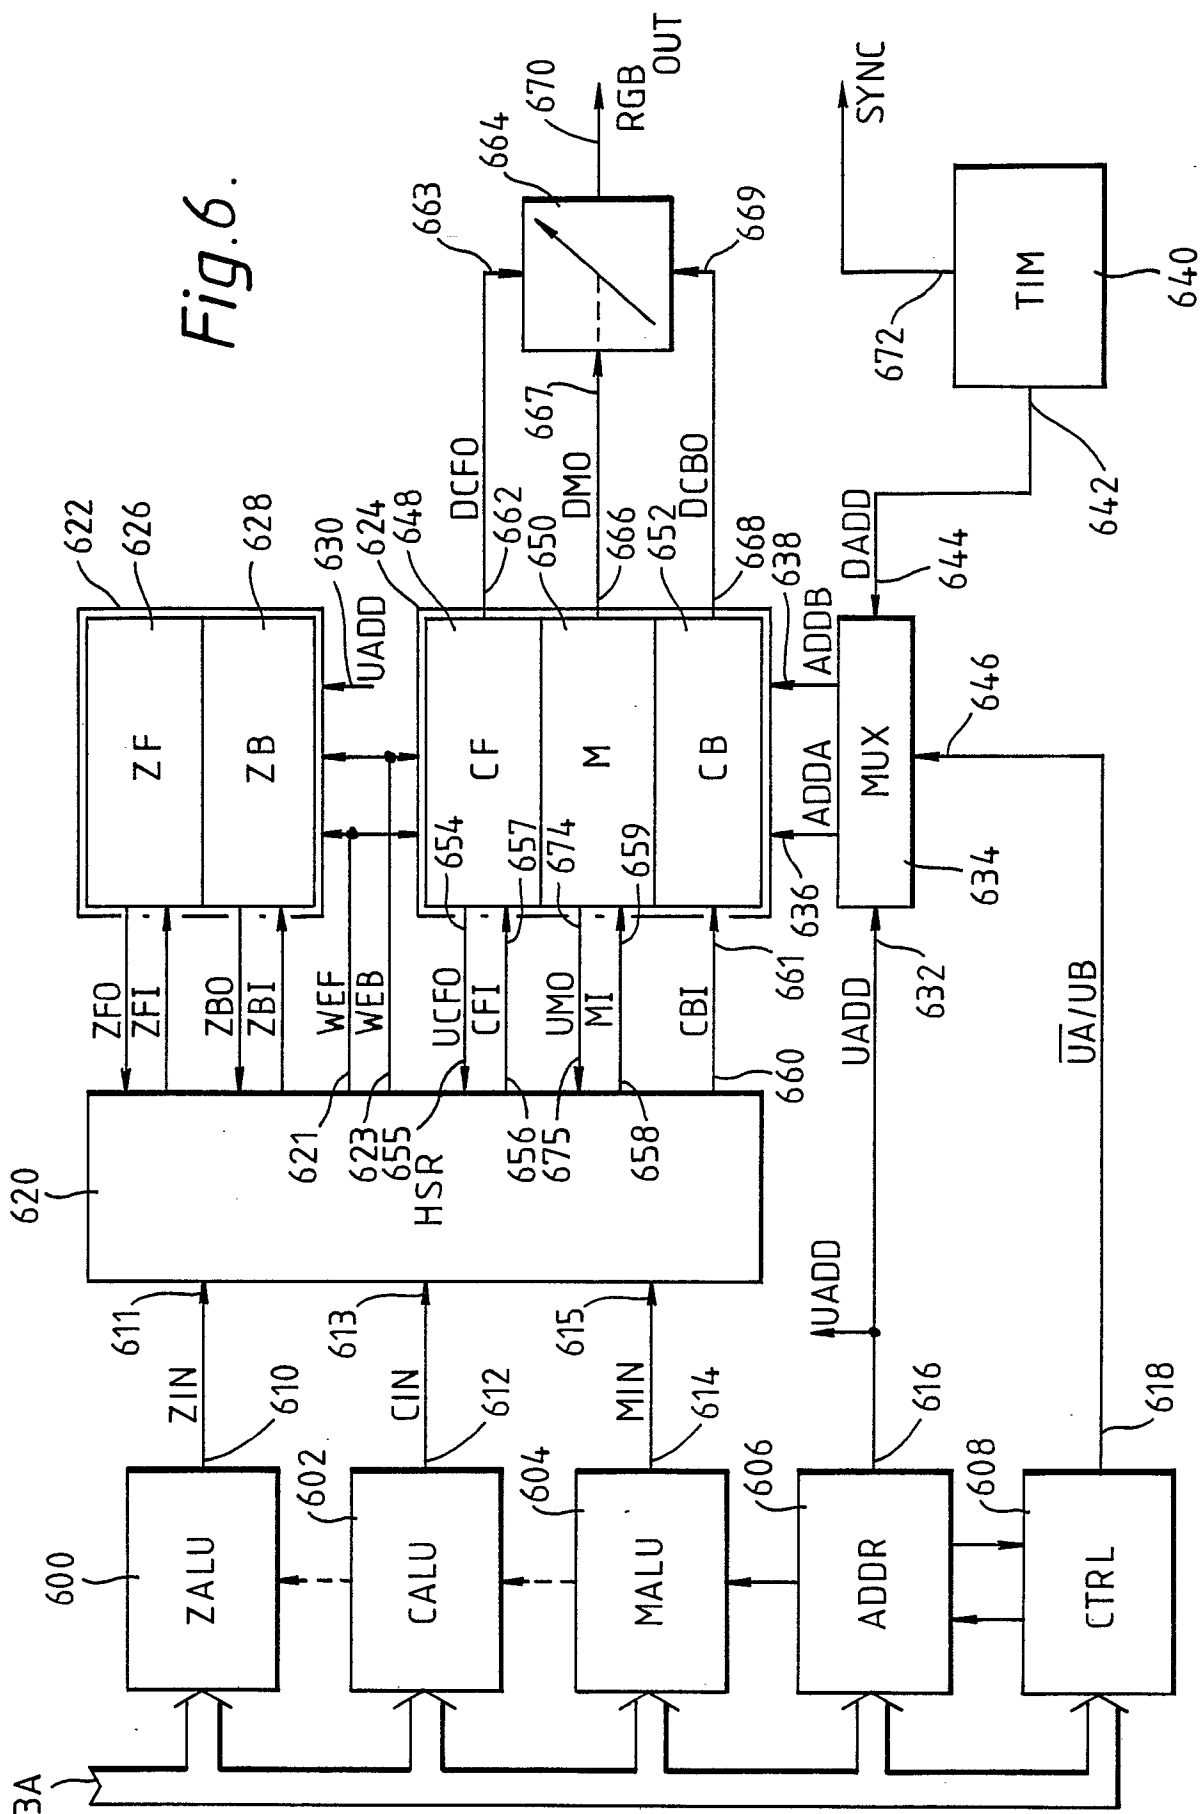 Fig.6.
3A
600
ZALU
602
CALU
604
MALU
606
ADDR
608
CTRL
ZIN
610
611
CIN
612
613
MIN
614
615
616
UADD
618
620
HSR
ZFO
ZFI
ZBO
ZBI
WEF
WEB
621
623
UCFO
CFI
655
656
UMO
MI
675
658
CBI
660
661
UADD
632
U̅A̅/UB
622
626
628
ZF
ZB
630
UADD
624
648
650
652
CF
M
CB
654
657
674
659
636
ADDA
ADDB
638
MUX
634
646
DADD
644
642
DCFO
662
663
DMO
666
667
DCBO
668
669
664
670
RGB
OUT
TIM
640
672
SYNC